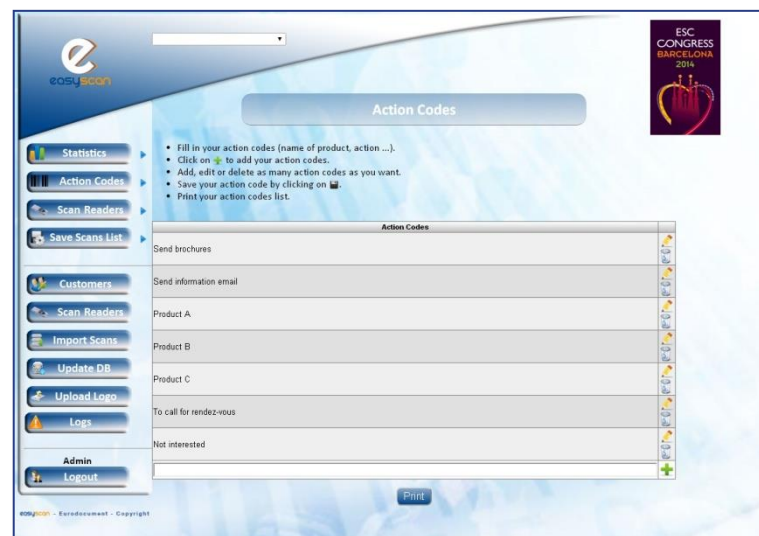 easyscan
ESC
CONGRESS
BARCELONA
2014
Action Codes
Statistics
Action Codes
Scan Readers
Save Scans List
Customers
Scan Readers
Import Scans
Update DB
Upload Logo
Logs
Admin
Logout
• Fill in your action codes (name of product, action ...).
• Click on to add your action codes.
• Add, edit or delete as many action codes as you want.
• Save your action code by clicking on .
• Print your action codes list.
Action Codes
Send brochures
Send information email
Product A
Product B
Product C
To call for rendez-vous
Not interested
Print
easyscan - Eurodocument - Copyright